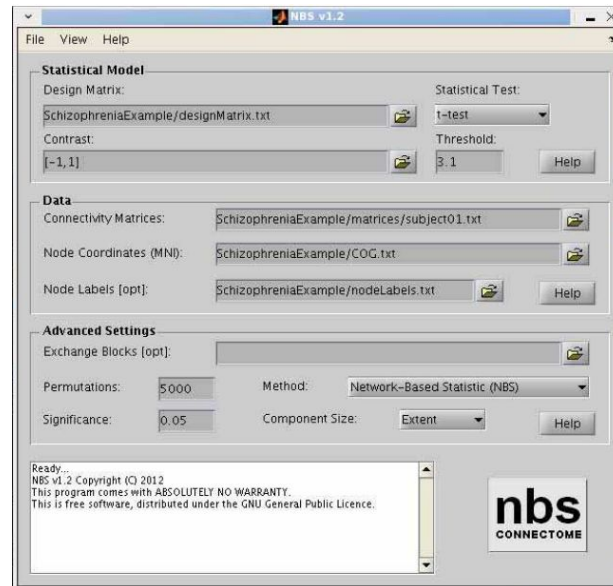 NBS v1.2
File View Help
Statistical Model
Design Matrix:
Statistical Test:
SchizophreniaExample/designMatrix.txt
t-test
Contrast:
Threshold:
[-1,1]
3.1
Help
Data
Connectivity Matrices:
SchizophreniaExample/matrices/subject01.txt
Node Coordinates (MNI):
SchizophreniaExample/COG.txt
Node Labels [opt]:
SchizophreniaExample/nodeLabels.txt
Help
Advanced Settings
Exchange Blocks [opt]:
Permutations:
5000
Method:
Network-Based Statistic (NBS)
Significance:
0.05
Component Size:
Extent
Help
Ready...
NBS v1.2 Copyright (C) 2012
This program comes with ABSOLUTELY NO WARRANTY.
This is free software, distributed under the GNU General Public Licence.
nbs
CONNECTOME